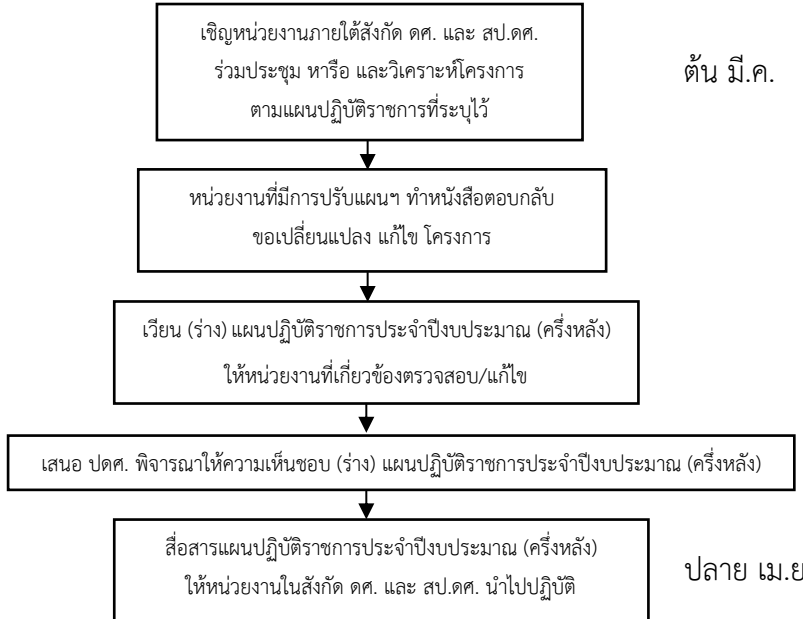 เชิญหน่วยงานภายใต้สังกัด ดศ. และ สป.ดศ.
ร่วมประชุม หารือ และวิเคราะห์โครงการ
ตามแผนปฏิบัติราชการที่ระบุไว้
ต้น มี.ค.
หน่วยงานที่มีการปรับแผนฯ ทำหนังสือตอบกลับ
ขอเปลี่ยนแปลง แก้ไข โครงการ
เวียน (ร่าง) แผนปฏิบัติราชการประจำปีงบประมาณ (ครึ่งหลัง)
ให้หน่วยงานที่เกี่ยวข้องตรวจสอบ/แก้ไข
เสนอ ปดศ. พิจารณาให้ความเห็นชอบ (ร่าง) แผนปฏิบัติราชการประจำปีงบประมาณ (ครึ่งหลัง)
สื่อสารแผนปฏิบัติราชการประจำปีงบประมาณ (ครึ่งหลัง)
ให้หน่วยงานในสังกัด ดศ. และ สป.ดศ. นำไปปฏิบัติ
ปลาย เม.ย